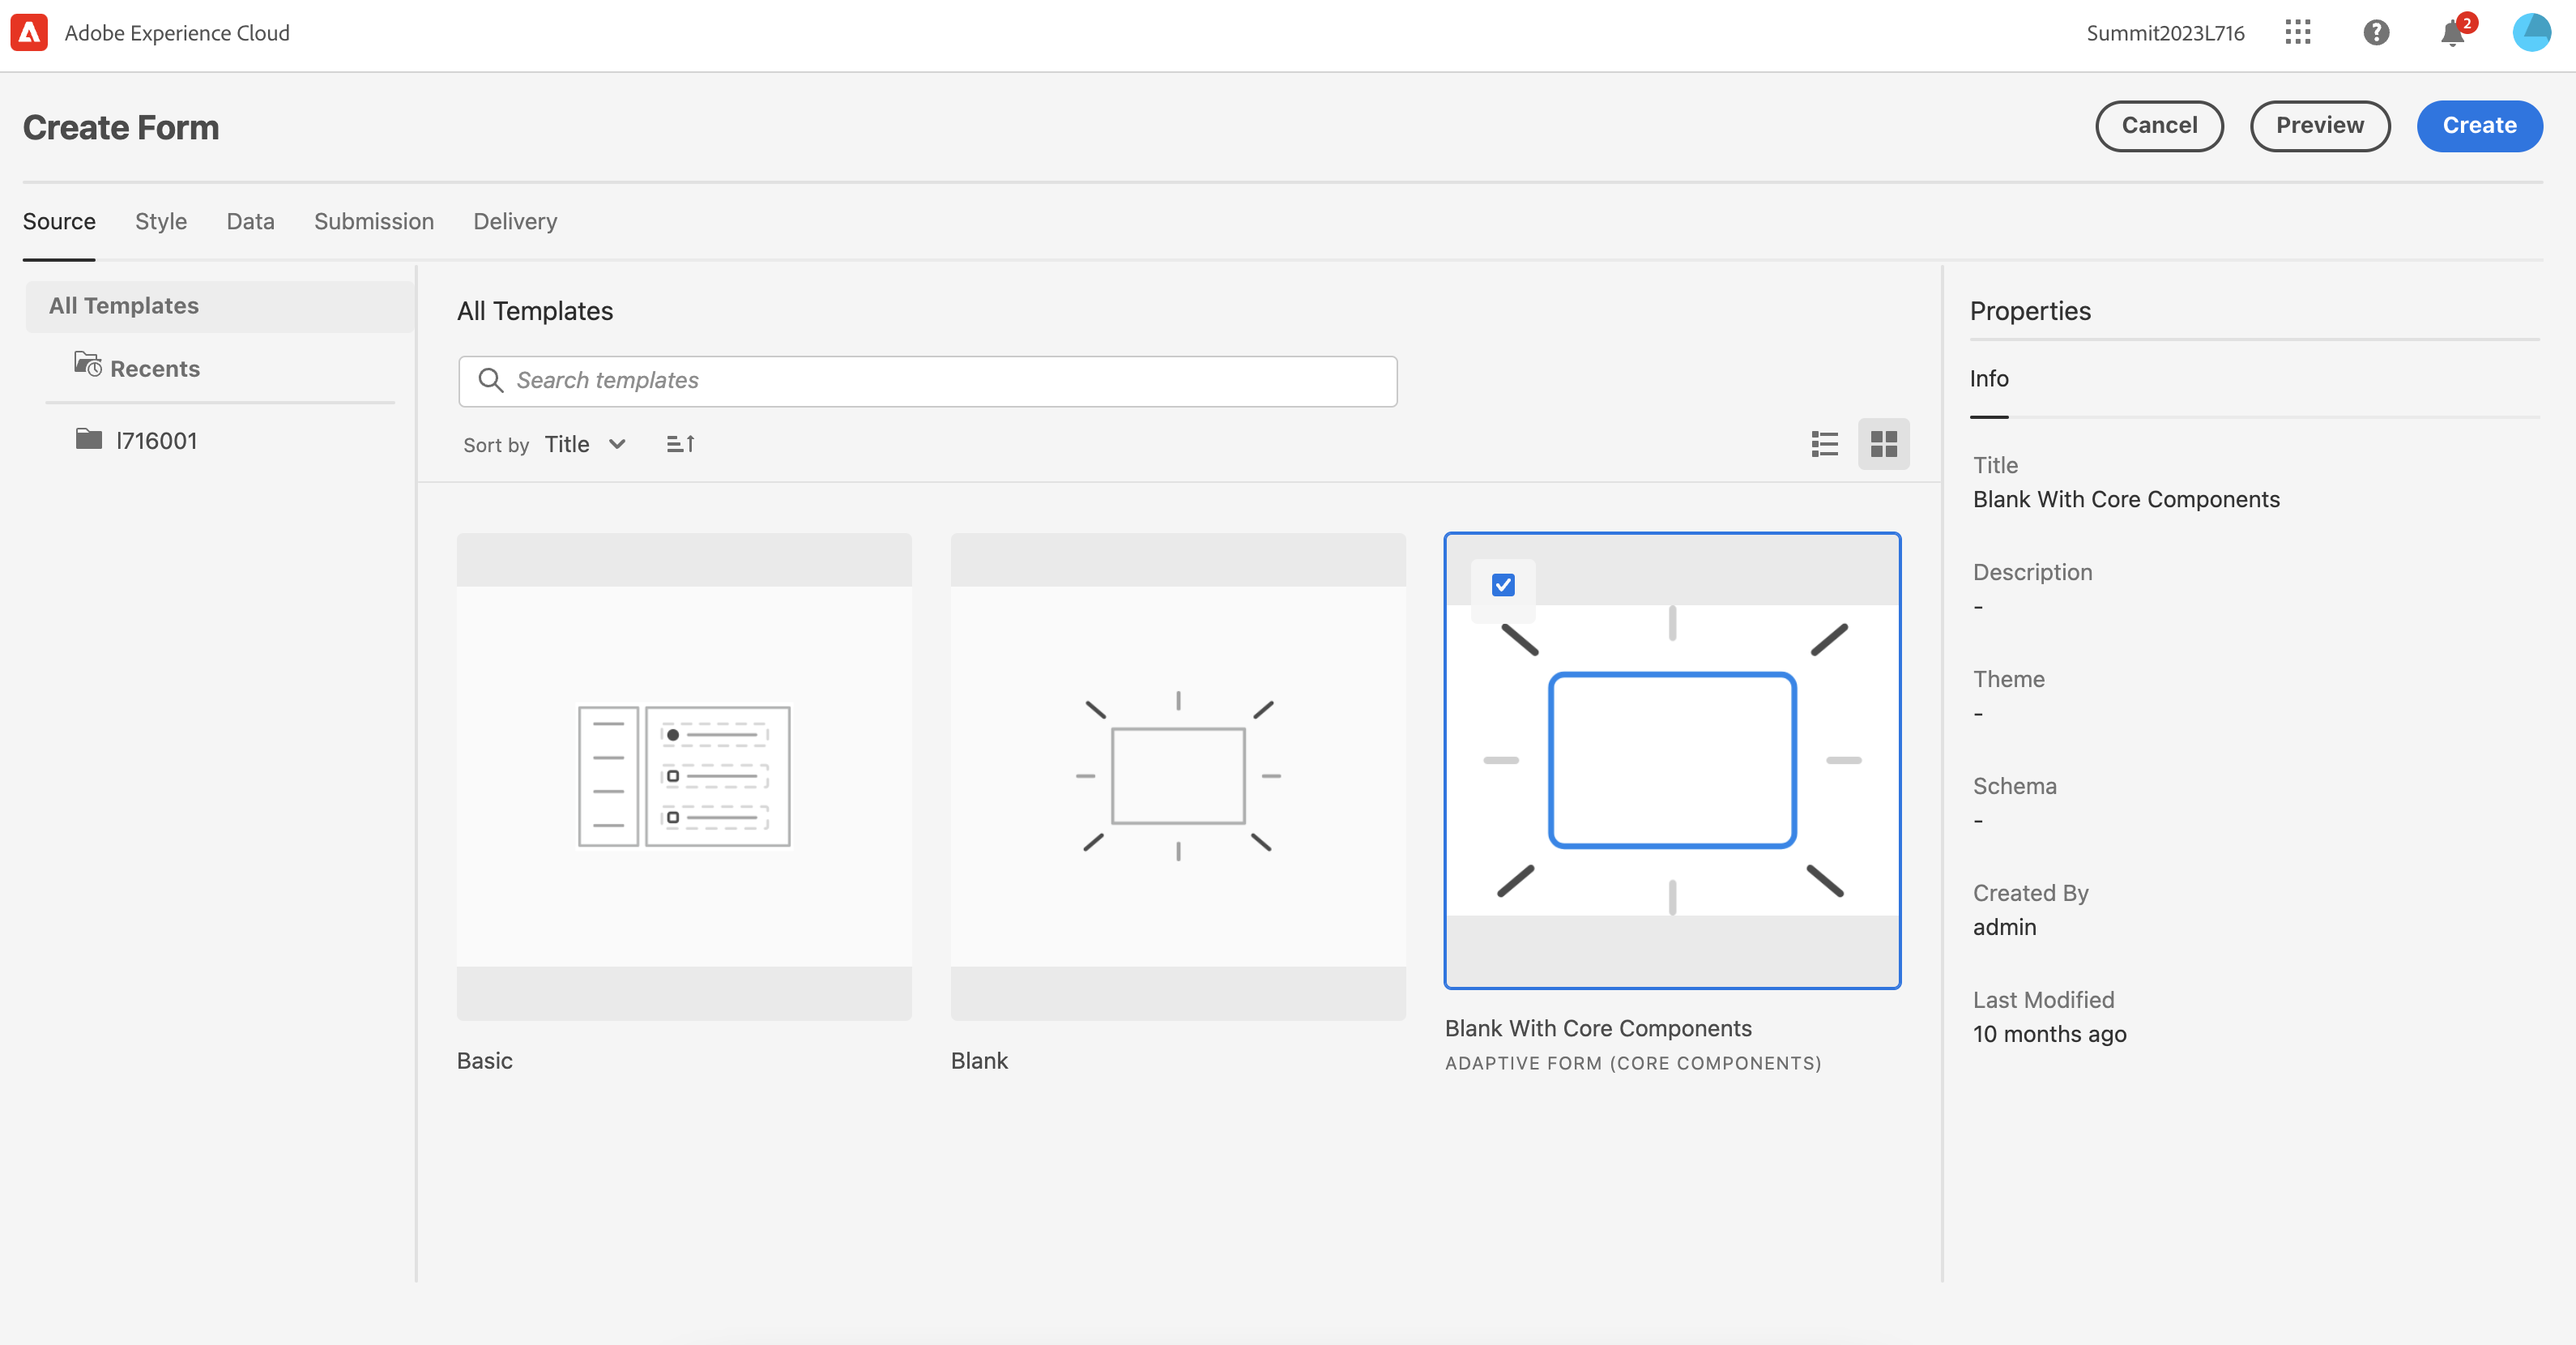 Adobe Experience Cloud
Summit2023L716
2
Create Form
Cancel
Preview
Create
Source
Style
Data
Submission
Delivery
All Templates
Recents
l716001
All Templates
Search templates
Sort by Title
Basic
Blank
Blank With Core Components
ADAPTIVE FORM (CORE COMPONENTS)
Properties
Info
Title
Blank With Core Components
Description
-
Theme
-
Schema
-
Created By
admin
Last Modified
10 months ago